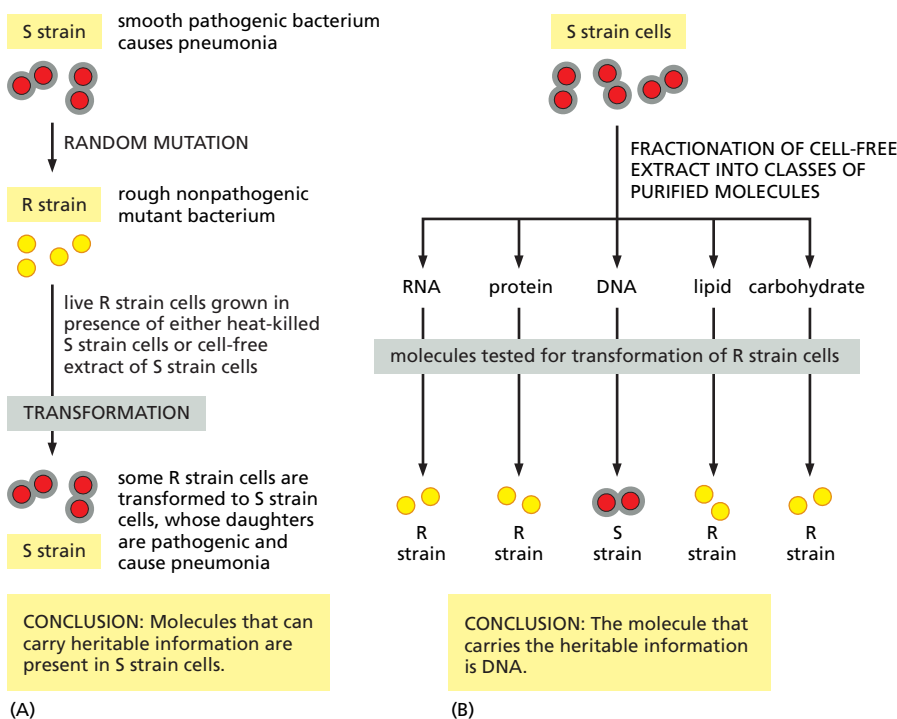 S strain
smooth pathogenic bacterium
causes pneumonia
RANDOM MUTATION
R strain
rough nonpathogenic
mutant bacterium
live R strain cells grown in
presence of either heat-killed
S strain cells or cell-free
extract of S strain cells
TRANSFORMATION
some R strain cells are
transformed to S strain
cells, whose daughters
are pathogenic and
cause pneumonia
S strain
CONCLUSION: Molecules that can
carry heritable information are
present in S strain cells.
(A)
S strain cells
FRACTIONATION OF CELL-FREE
EXTRACT INTO CLASSES OF
PURIFIED MOLECULES
RNA protein DNA lipid carbohydrate
molecules tested for transformation of R strain cells
R R S R R
strain strain strain strain strain
CONCLUSION: The molecule that
carries the heritable information
is DNA.
(B)